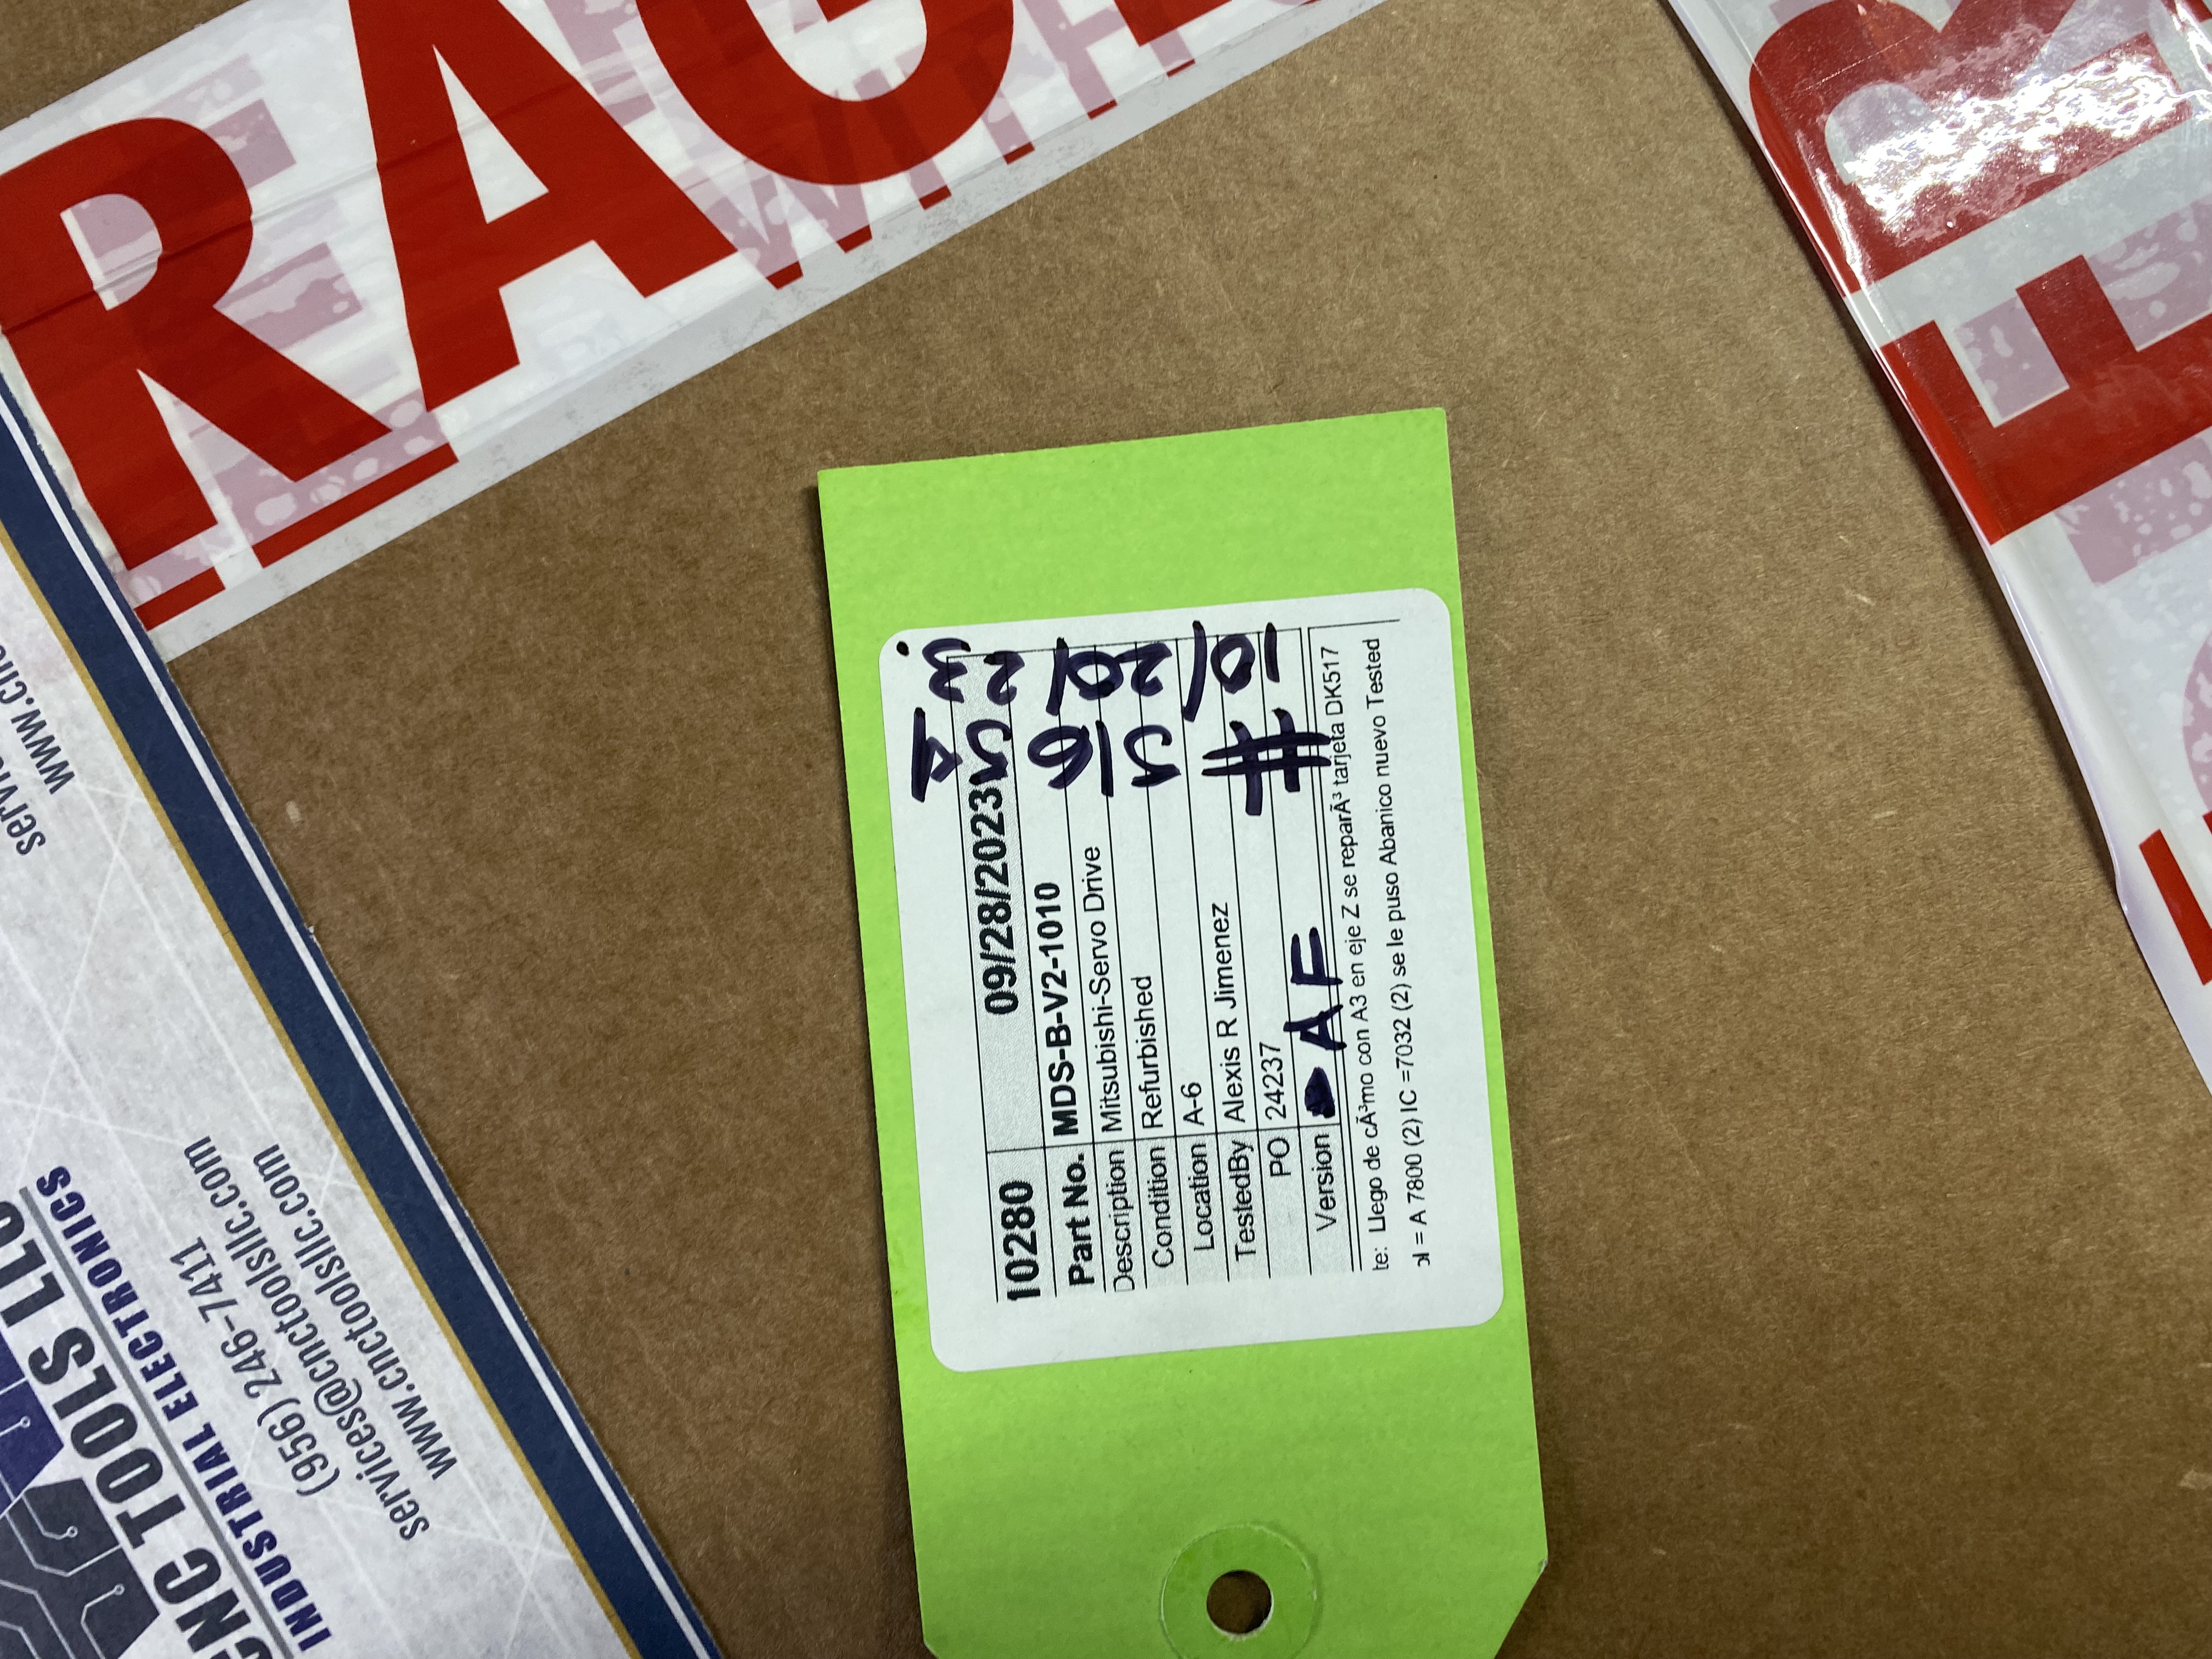 10280 09/28/2023
Part No. MDS-B-V2-1010
Description Mitsubishi-Servo Drive
Condition Refurbished
Location A-6
TestedBy Alexis R Jimenez
PO 24237
Version AF
te: Llego de cÃ³mo con A3 en eje Z se reparÃ³ tarjeta DK517
= A 7800 (2) IC =7032 (2) se le puso Abanico nuevo Tested
10/20/23
#
CNC TOOLS LLC
INDUSTRIAL ELECTRONICS
(956) 246-7411
services@cnctoolsllc.com
www.cnctoolsllc.com
RAG
ER